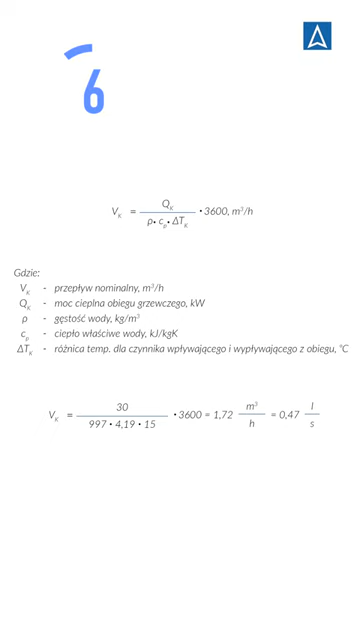 6
V_K = Q_K / (ρ • c_p • ΔT_K) • 3600, m³/h
Gdzie:
V_K - przepływ nominalny, m³/h
Q_K - moc cieplna obiegu grzewczego, kW
ρ - gęstość wody, kg/m³
c_p - ciepło właściwe wody, kJ/kgK
ΔT_K - różnica temp. dla czynnika wpływającego i wypływającego z obiegu, °C
V_K = 30 / (997 • 4,19 • 15) • 3600 = 1,72 m³/h = 0,47 l/s